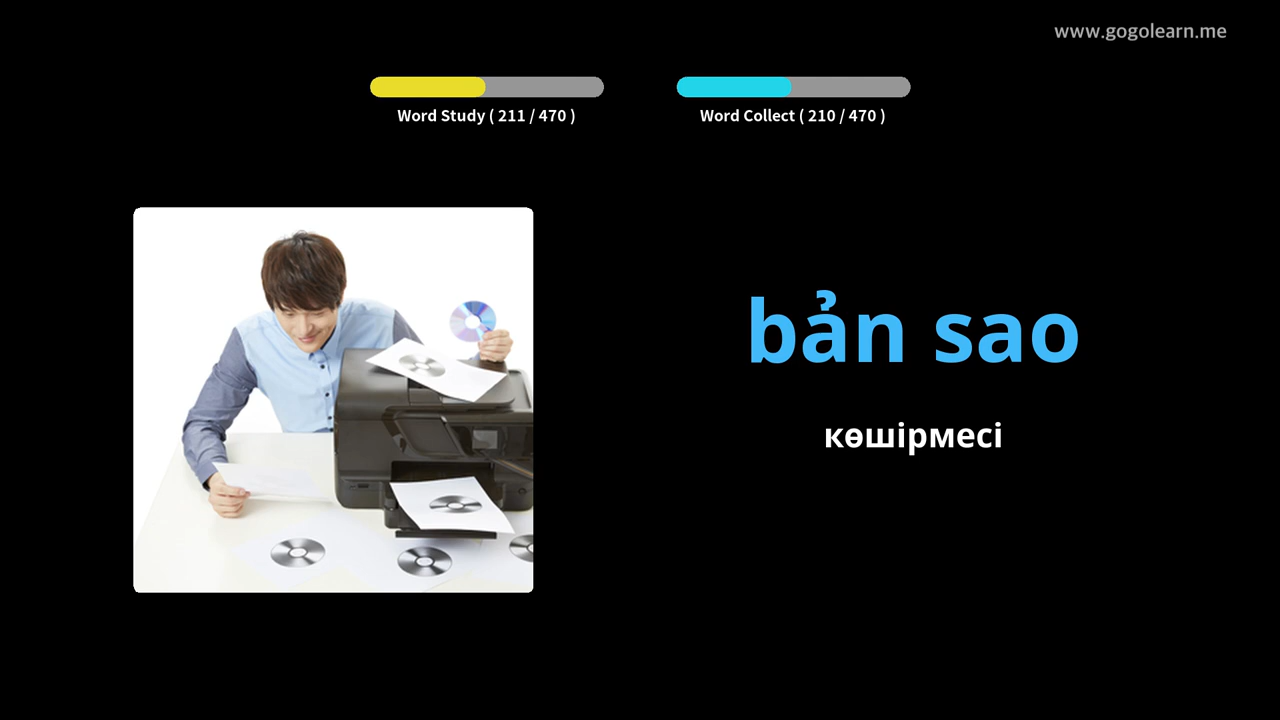 www.gogolearn.me
Word Study ( 211 / 470 )
Word Collect ( 210 / 470 )
bản sao
көшірмесі